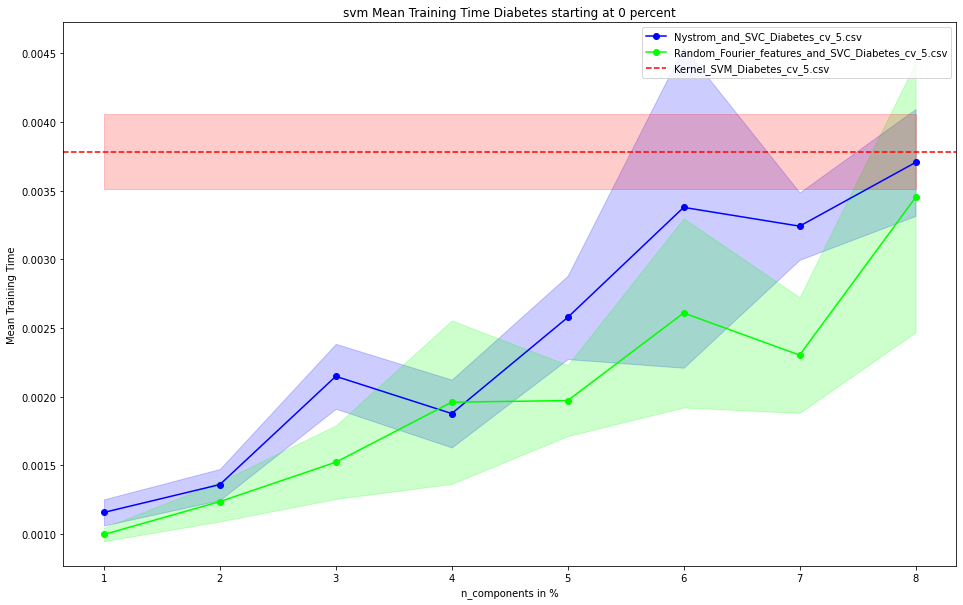 svm Mean Training Time Diabetes starting at 0 percent
Nystrom_and_SVC_Diabetes_cv_5.csv
Random_Fourier_features_and_SVC_Diabetes_cv_5.csv
Kernel_SVM_Diabetes_cv_5.csv
Mean Training Time
0.0045
0.0040
0.0035
0.0030
0.0025
0.0020
0.0015
0.0010
1 2 3 4 5 6 7 8
n_components in %